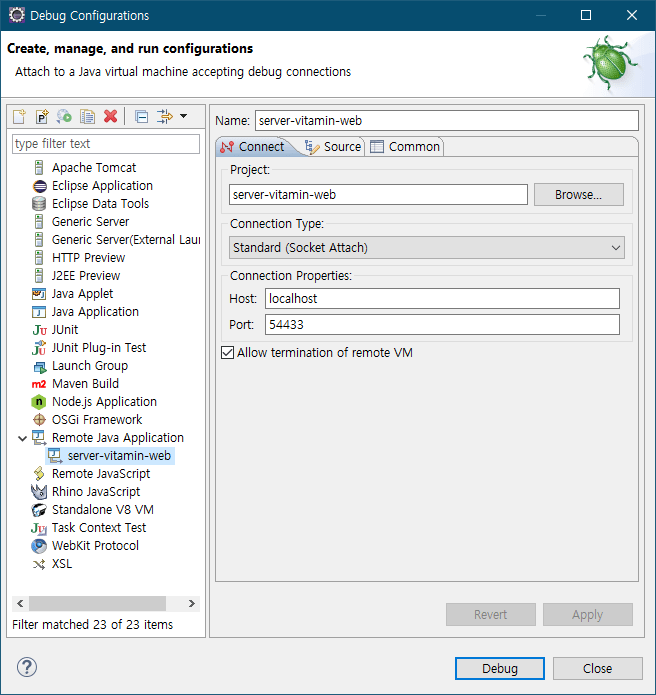 Debug Configurations
Create, manage, and run configurations
Attach to a Java virtual machine accepting debug connections
type filter text
Apache Tomcat
Eclipse Application
Eclipse Data Tools
Generic Server
Generic Server(External Lau
HTTP Preview
J2EE Preview
Java Applet
Java Application
JUnit
JUnit Plug-in Test
Launch Group
Maven Build
Node.js Application
OSGi Framework
Remote Java Application
server-vitamin-web
Remote JavaScript
Rhino JavaScript
Standalone V8 VM
Task Context Test
WebKit Protocol
XSL
Filter matched 23 of 23 items
Name: server-vitamin-web
Connect Source Common
Project:
server-vitamin-web Browse...
Connection Type:
Standard (Socket Attach)
Connection Properties:
Host: localhost
Port: 54433
Allow termination of remote VM
Revert Apply
Debug Close